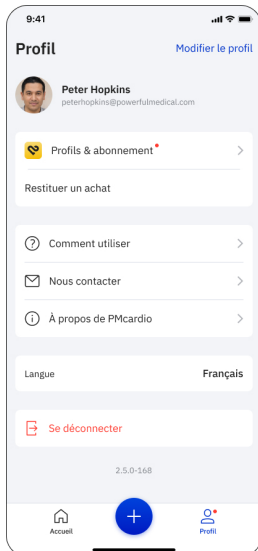 9:41
Profil
Modifier le profil
Peter Hopkins
peterhopkins@powerfulmedical.com
Profils & abonnement
Restituer un achat
Comment utiliser
Nous contacter
À propos de PMcardio
Langue
Français
Se déconnecter
2.5.0-168
Accueil
Profil